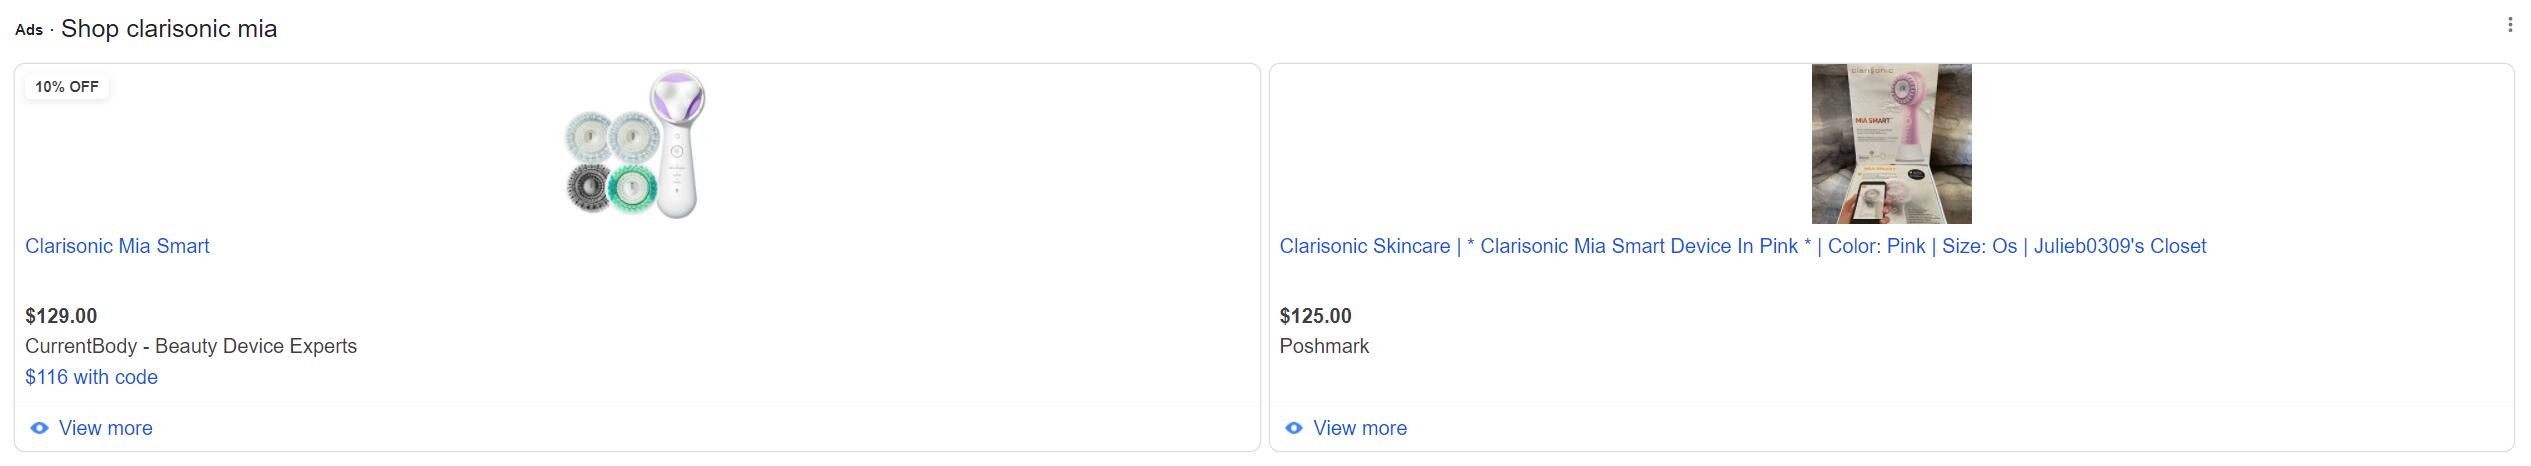 Ads · Shop clarisonic mia
10% OFF
Clarisonic Mia Smart
$129.00
CurrentBody - Beauty Device Experts
$116 with code
View more
clarisonic
MIA SMART
MIA SMART
Clarisonic Skincare | * Clarisonic Mia Smart Device In Pink * | Color: Pink | Size: Os | Julieb0309's Closet
$125.00
Poshmark
View more